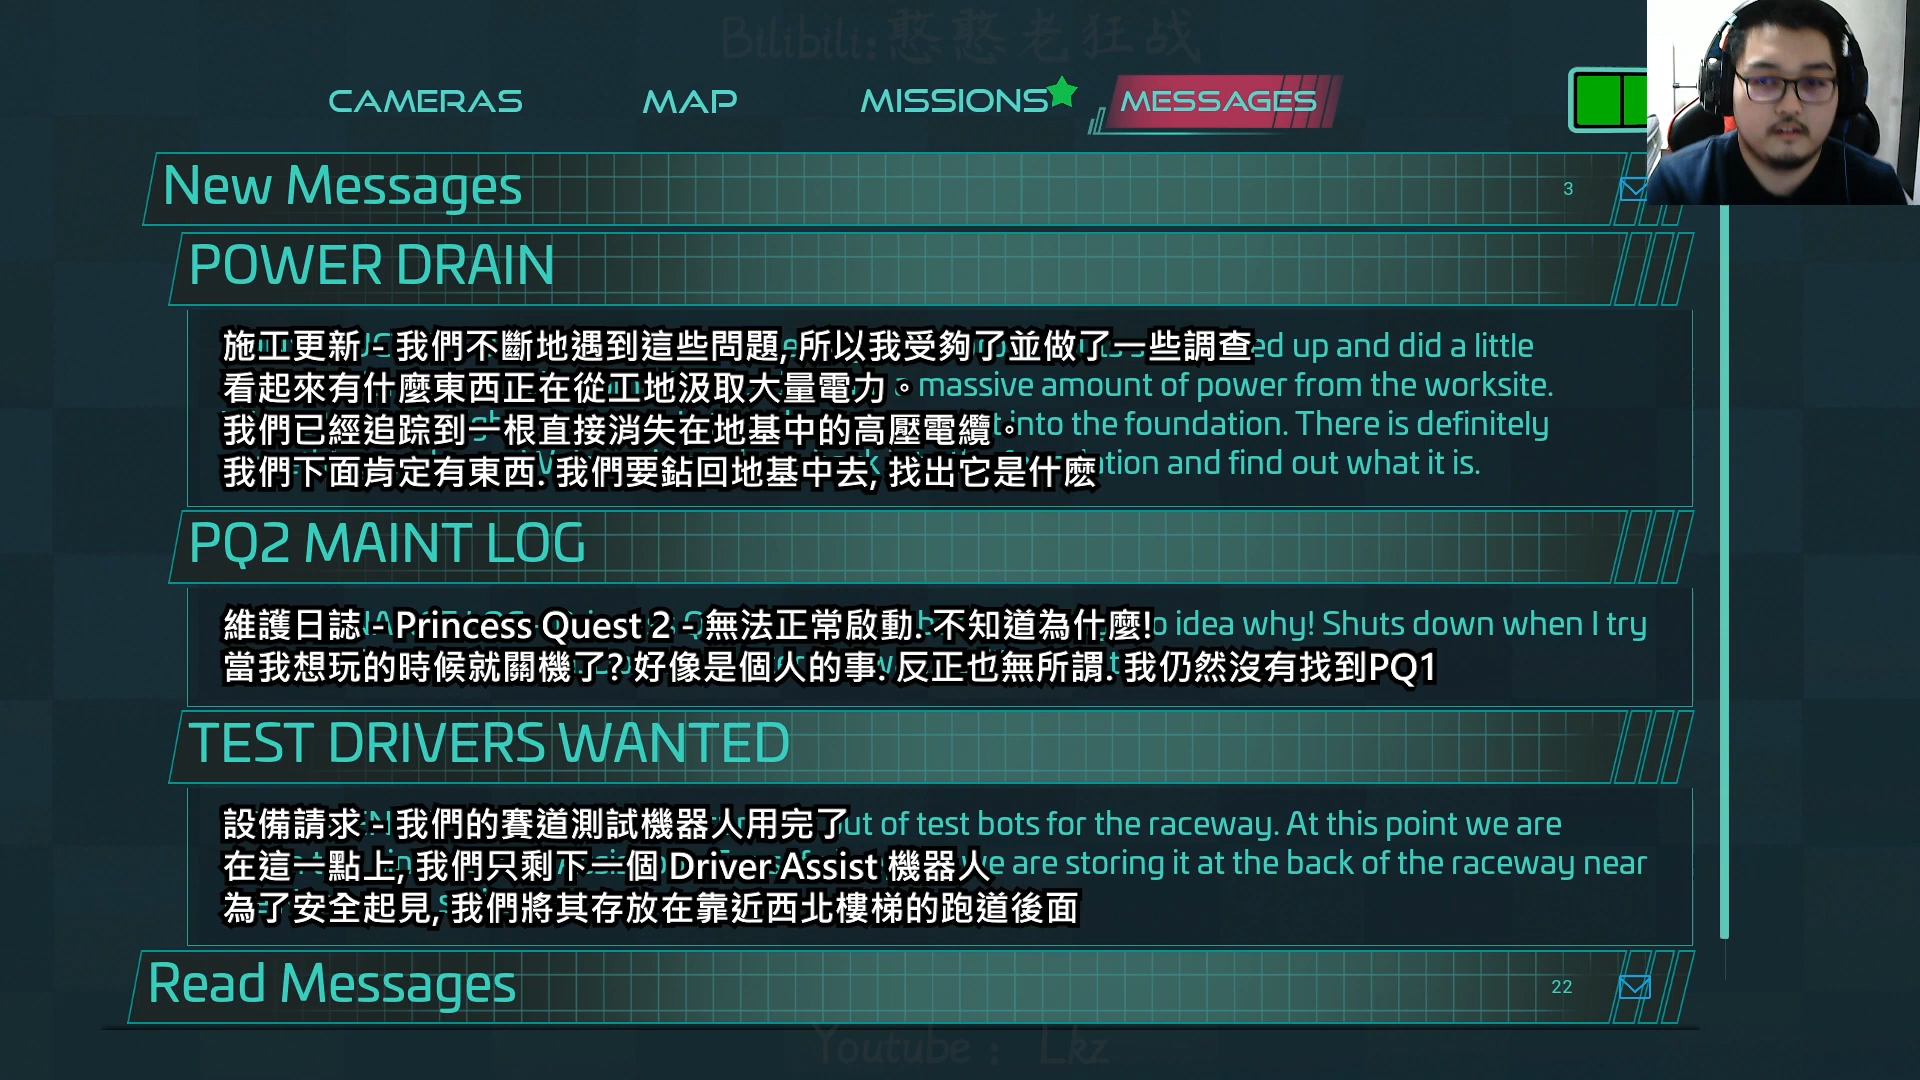 Bilibili:憨憨老狂战
CAMERAS MAP MISSIONS MESSAGES
New Messages 3
POWER DRAIN
施工更新 - 我們不斷地遇到這些問題, 所以我受夠了並做了一些調查 ed up and did a little
看起來有什麼東西正在從工地汲取大量電力。 massive amount of power from the worksite.
我們已經追踪到一根直接消失在地基中的高壓電纜。 into the foundation. There is definitely
我們下面肯定有東西. 我們要鉆回地基中去, 找出它是什麽 tion and find out what it is.
PQ2 MAINT LOG
維護日誌 - Princess Quest 2 - 無法正常啟動. 不知道為什麼! o idea why! Shuts down when I try
當我想玩的時候就關機了? 好像是個人的事. 反正也無所謂. 我仍然沒有找到PQ1
TEST DRIVERS WANTED
設備請求 - 我們的賽道測試機器人用完了 out of test bots for the raceway. At this point we are
在這一點上, 我們只剩下一個 Driver Assist 機器人 we are storing it at the back of the raceway near
為了安全起見, 我們將其存放在靠近西北樓梯的跑道後面
Read Messages 22
Youtube : Lkz